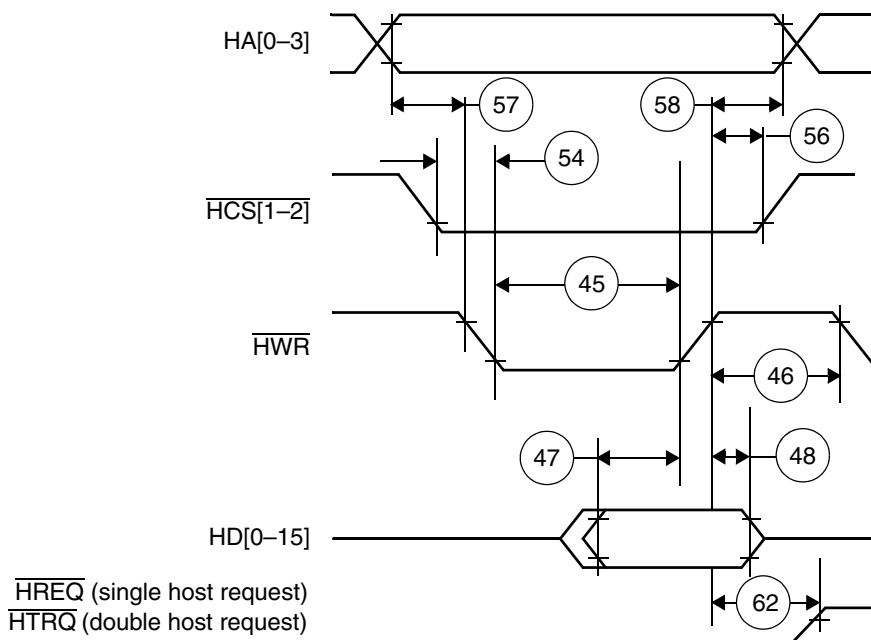 HA[0–3]
57
58
56
54
HCS[1–2]
45
HWR
46
47
48
HD[0–15]
HREQ (single host request)
HTRQ (double host request)
62